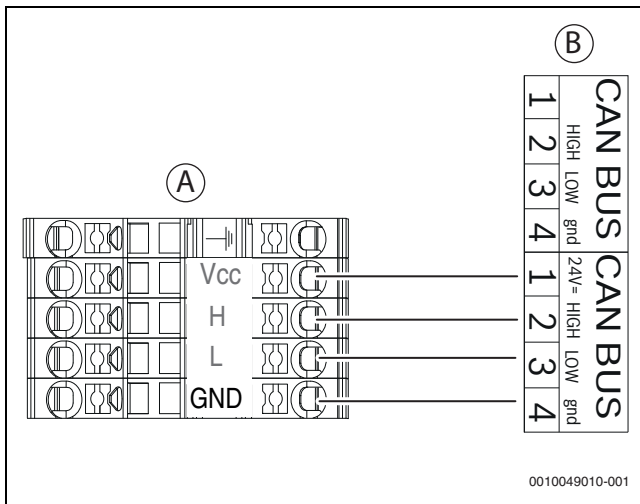 B
A
CAN BUS
1
2 HIGH
3 LOW
4 gnd
CAN BUS
1 24V=
2 HIGH
3 LOW
4 gnd
Vcc
H
L
GND
0010049010-001